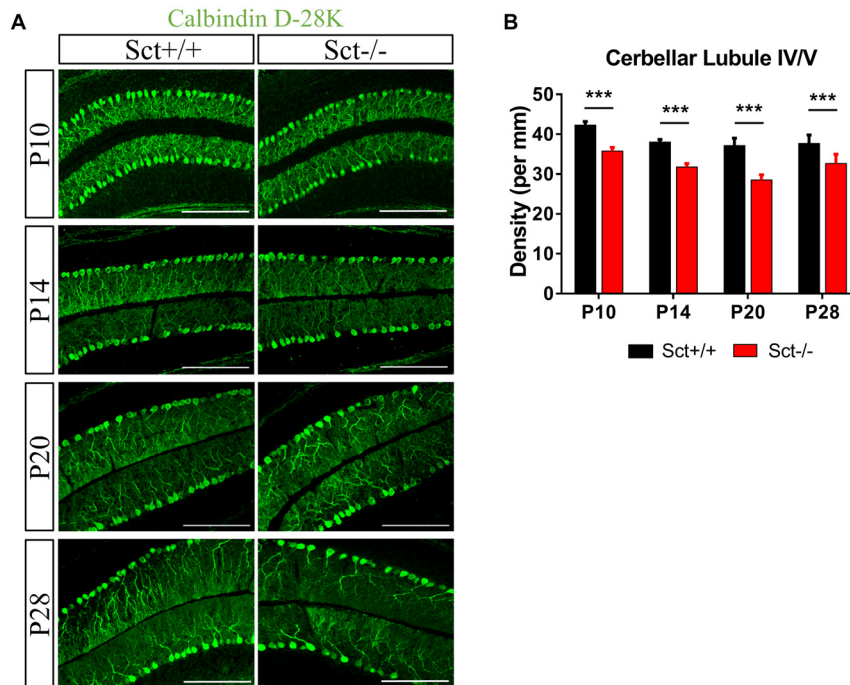 A
Calbindin D-28K
Sct+/+
Sct-/-
P10
P14
P20
P28
B
Cerbellar Lubule IV/V
Density (per mm)
50
40
30
20
10
0
***
***
***
***
P10
P14
P20
P28
Sct+/+
Sct-/-